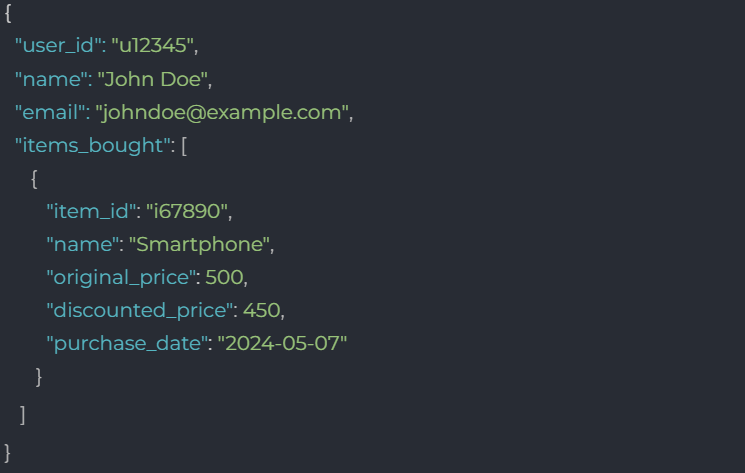 {
"user_id": "u12345",
"name": "John Doe",
"email": "johndoe@example.com",
"items_bought": [
{
"item_id": "i67890",
"name": "Smartphone",
"original_price": 500,
"discounted_price": 450,
"purchase_date": "2024-05-07"
}
]
}